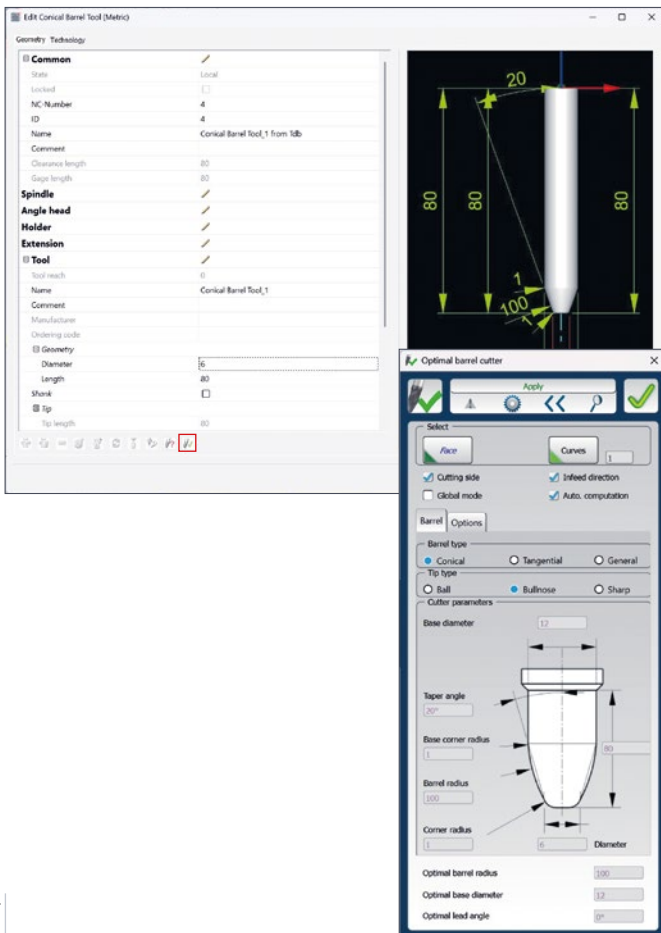 Edit Conical Barrel Tool (Metric)
Geometry Technology
Common
State Local
Locked
NC-Number 4
ID 4
Name Conical Barrel Tool_1 from Tdb
Comment
Clearance length 80
Gage length 80
Spindle
Angle head
Holder
Extension
Tool
Tool reach 0
Name Conical Barrel Tool_1
Comment
Manufacturer
Ordering code
Geometry
Diameter 6
Length 80
Shank
Tip
Tip length 80
20
80
80
80
1
100
1
Optimal barrel cutter
Apply
Select
Face Curves 1
Cutting side Infeed direction
Global mode Auto. computation
Barrel Options
Barrel type
Conical Tangential General
Tip type
Ball Bullnose Sharp
Cutter parameters
Base diameter 12
Taper angle
20°
Base corner radius
1 80
Barrel radius
100
Corner radius
1 6 Diameter
Optimal barrel radius 100
Optimal base diameter 12
Optimal lead angle 0°